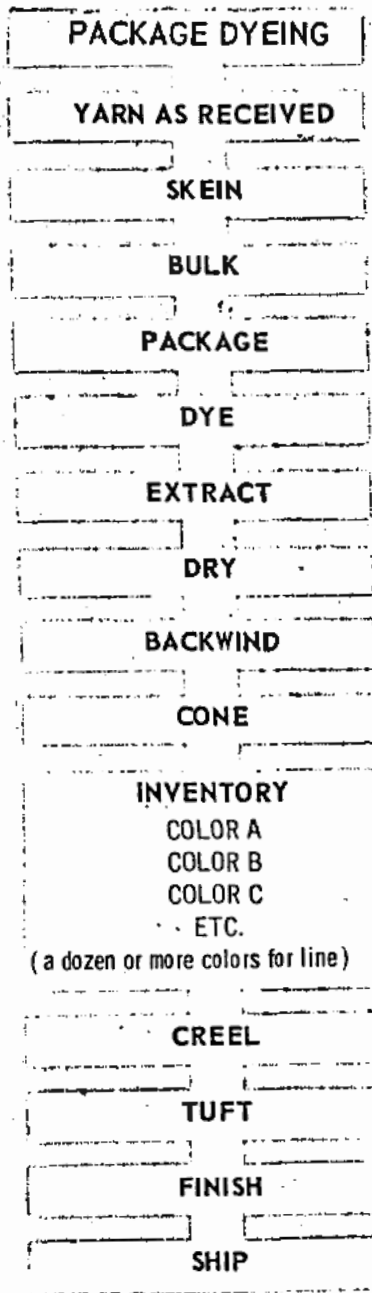 PACKAGE DYEING
YARN AS RECEIVED
SKEIN
BULK
PACKAGE
DYE
EXTRACT
DRY
BACKWIND
CONE
INVENTORY
COLOR A
COLOR B
COLOR C
ETC.
(a dozen or more colors for line)
CREEL
TUFT
FINISH
SHIP